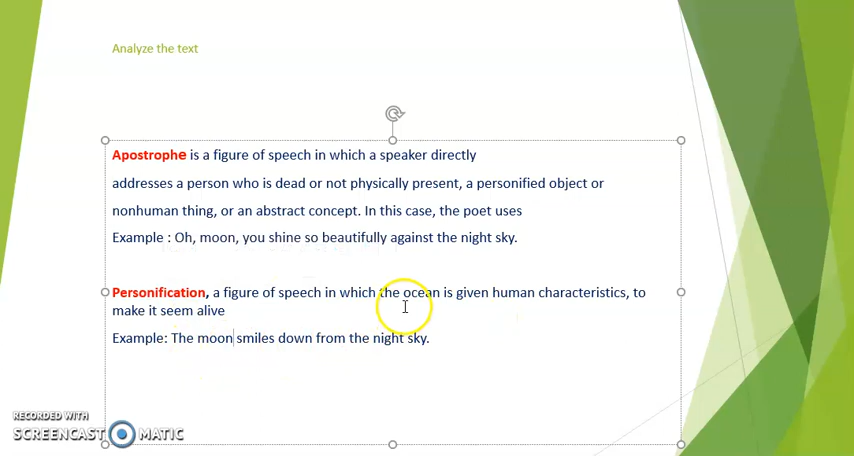 Analyze the text
Apostrophe is a figure of speech in which a speaker directly
addresses a person who is dead or not physically present, a personified object or
nonhuman thing, or an abstract concept. In this case, the poet uses
Example : Oh, moon, you shine so beautifully against the night sky.
Personification, a figure of speech in which the ocean is given human characteristics, to
make it seem alive
Example: The moon smiles down from the night sky.
RECORDED WITH
SCREENCAST MATIC